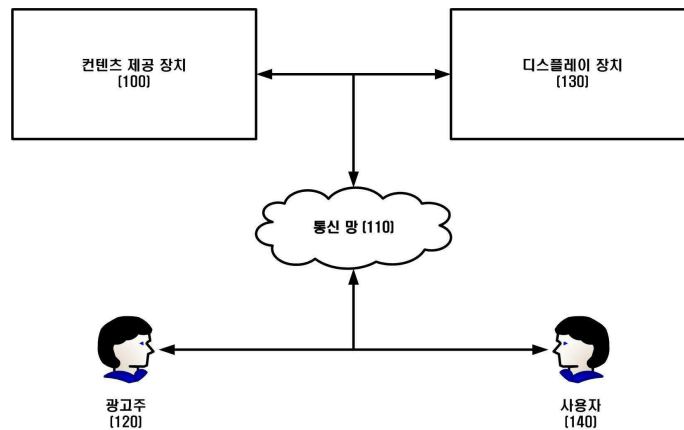 컨텐츠 제공 장치
(100)
디스플레이 장치
(130)
통신 망 (110)
광고주
(120)
사용자
(140)